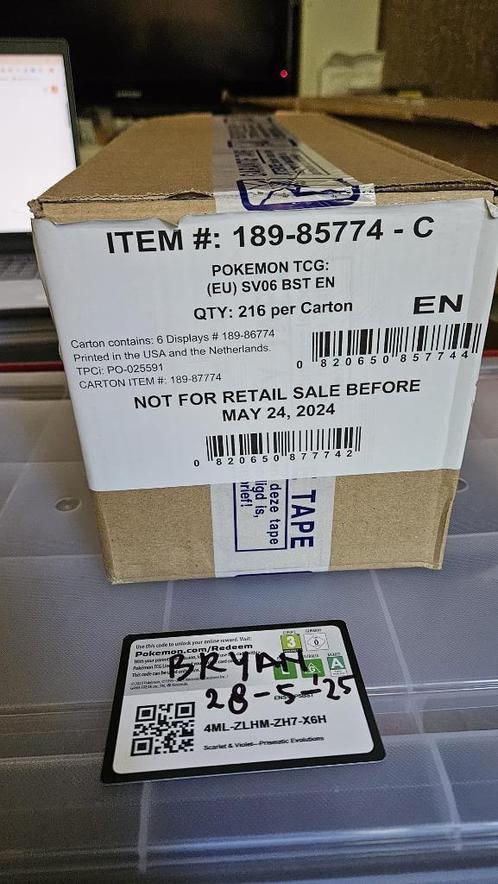 ITEM #: 189-85774 - C
POKEMON TCG:
(EU) SV06 BST EN
QTY: 216 per Carton
EN
Carton contains: 6 Displays # 189-86774
Printed in the USA and the Netherlands.
TPCi: PO-025591
CARTON ITEM #: 189-87774
0 820650 857744
NOT FOR RETAIL SALE BEFORE
MAY 24, 2024
0 820650 877742
TAPE
deze tape
Use this code to unlock your online reward. Visit:
Pokemon.com/Redeem
BRYAN
28-5-'25
4ML-ZLHM-ZH7-X6H
Scarlet & Violet—Prismatic Evolutions